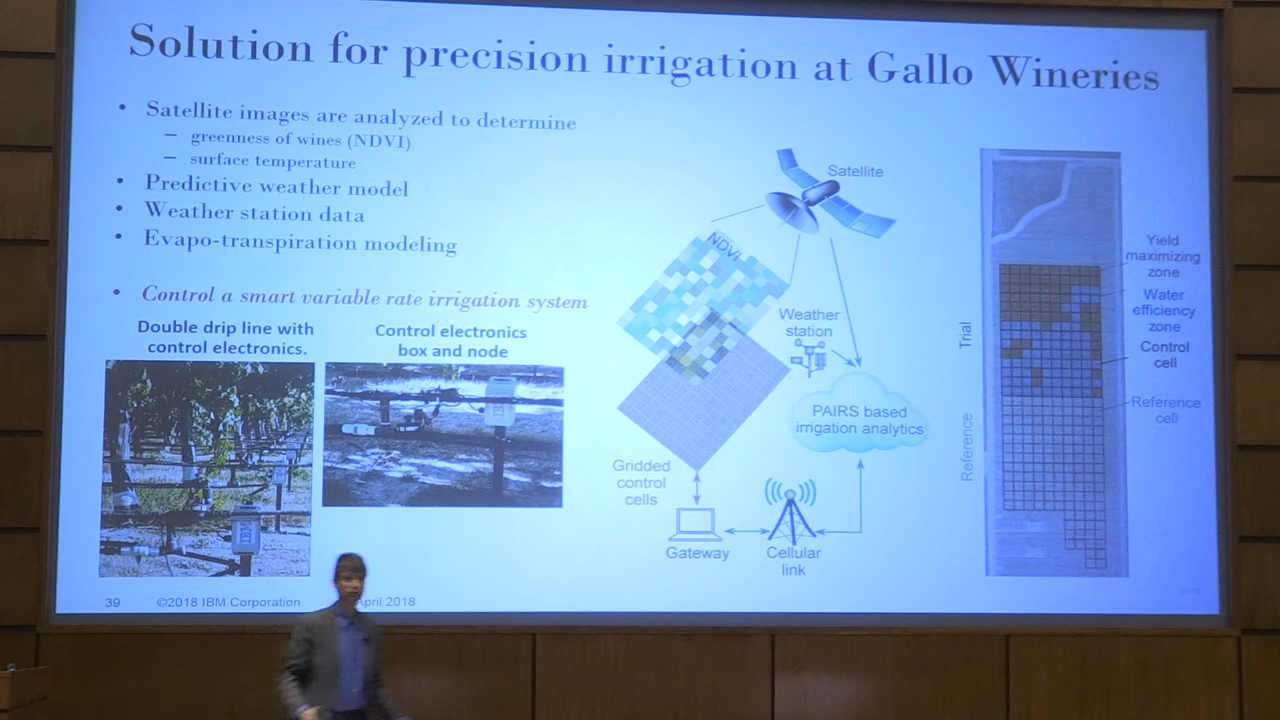 Solution for precision irrigation at Gallo Wineries
• Satellite images are analyzed to determine
– greenness of wines (NDVI)
– surface temperature
• Predictive weather model
• Weather station data
• Evapo-transpiration modeling
• Control a smart variable rate irrigation system
Double drip line with
control electronics.
Control electronics
box and node
Satellite
NDVI
Weather
station
PAIRS based
irrigation analytics
Gridded
control
cells
Gateway
Cellular
link
Trial
Reference
Yield
maximizing
zone
Water
efficiency
zone
Control
cell
Reference
cell
39 ©2018 IBM Corporation April 2018